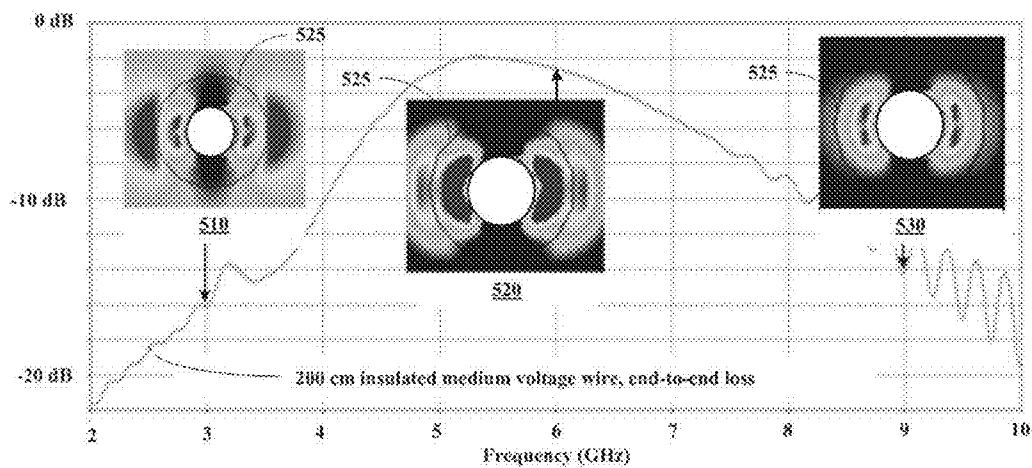 0 dB
525
525
525
-10 dB
510
520
530
-20 dB
200 cm insulated medium voltage wire, end-to-end loss
2 3 4 5 6 7 8 9 10
Frequency (GHz)